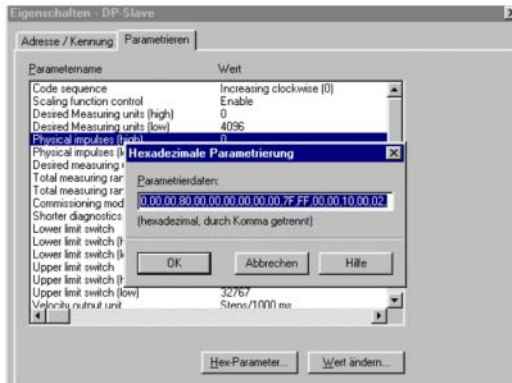 Eigenschaften - DP-Slave
Adresse / Kennung Parametrieren
Parametername Wert
Code sequence Increasing clockwise (0)
Scaling function control Enable
Desired Measuring units (high) 0
Desired Measuring units (low) 4096
Physical impulses (high) 0
Physical impulses (l
Desired measuring
Total measuring rar
Total measuring rar
Commissioning mod
Shorter diagnostics
Lower limit switch
Lower limit switch (h
Lower limit switch (l
Upper limit switch
Upper limit switch (h
Upper limit switch (low) 32767
Velocity output unit Steps/1000 ms
Hexadezimale Parametrierung
Parametrierdaten:
0,00,00,80,00,00,00,00,00,00,7F,FF,00,00,10,00,02
(hexadezimal, durch Komma getrennt)
OK Abbrechen Hilfe
Hex-Parameter... Wert ändern...